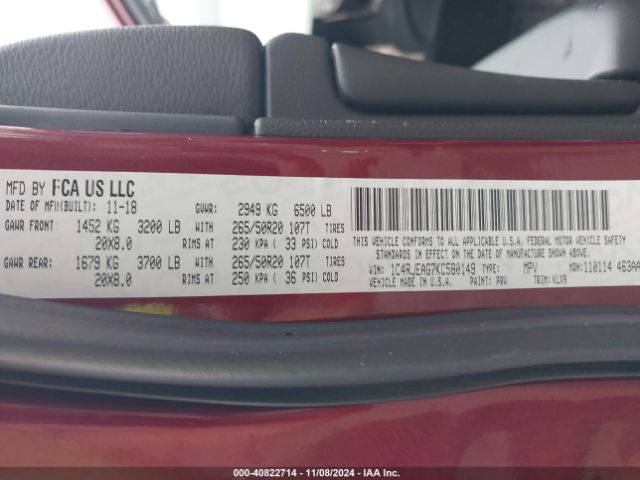 MFD BY FCA US LLC
DATE OF MFR(BUILT): 11-18 GVWR: 2949 KG 6500 LB
GAWR FRONT: 1452 KG 3200 LB WITH 265/50R20 107T TIRES
20X8.0 RIMS AT 230 KPA ( 33 PSI) COLD
GAWR REAR: 1679 KG 3700 LB WITH 265/50R20 107T TIRES
20X8.0 RIMS AT 250 KPA ( 36 PSI) COLD
THIS VEHICLE CONFORMS TO ALL APPLICABLE U.S.A. FEDERAL MOTOR VEHICLE
STANDARDS IN EFFECT ON THE DATE OF MANUFACTURE SHOWN ABOVE.
VIN: 1C4RJEAG7KC580149 TYPE: MPV MDH: 110114 463AA
VEHICLE MADE IN U.S.A. PAINT: PRV TRIM: KLX9
000-40822714 - 11/08/2024 - IAA Inc.